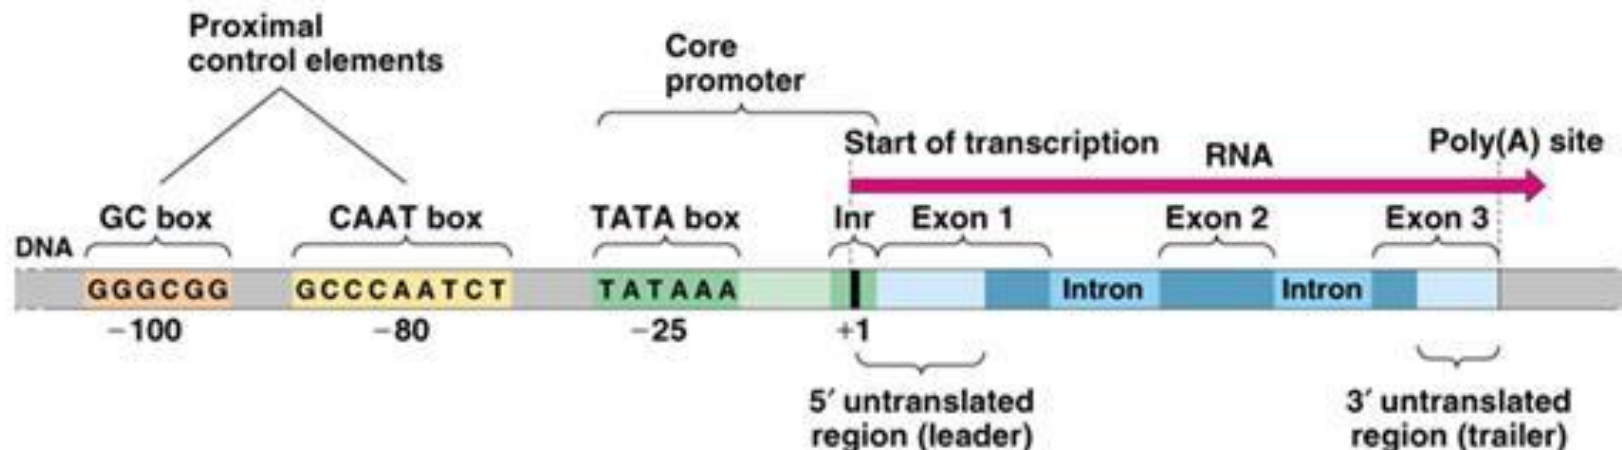 Proximal
control elements
Core
promoter
Start of transcription
RNA
Poly(A) site
GC box
CAAT box
TATA box
Inr
Exon 1
Exon 2
Exon 3
DNA
GGGCGG
GCCCAATCT
TATAAA
Intron
Intron
−100
−80
−25
+1
5′ untranslated
region (leader)
3′ untranslated
region (trailer)